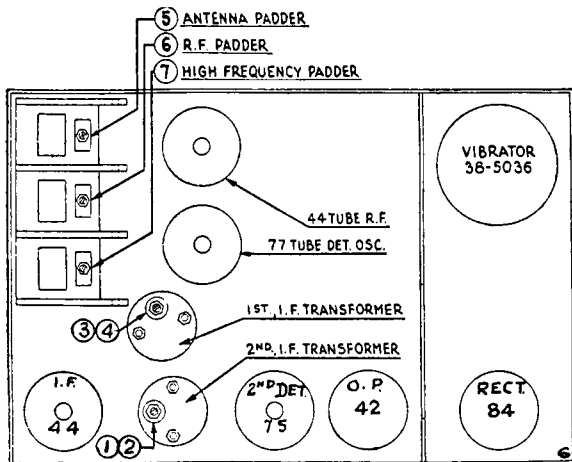 5 ANTENNA PADDER
6 R.F. PADDER
7 HIGH FREQUENCY PADDER
VIBRATOR
38-5036
44 TUBE R.F.
77 TUBE DET. OSC.
1ST., I.F. TRANSFORMER
3 4
2ND., I.F. TRANSFORMER
I.F.
44
2ND DET.
75
O.P.
42
RECT.
84
1 2
6